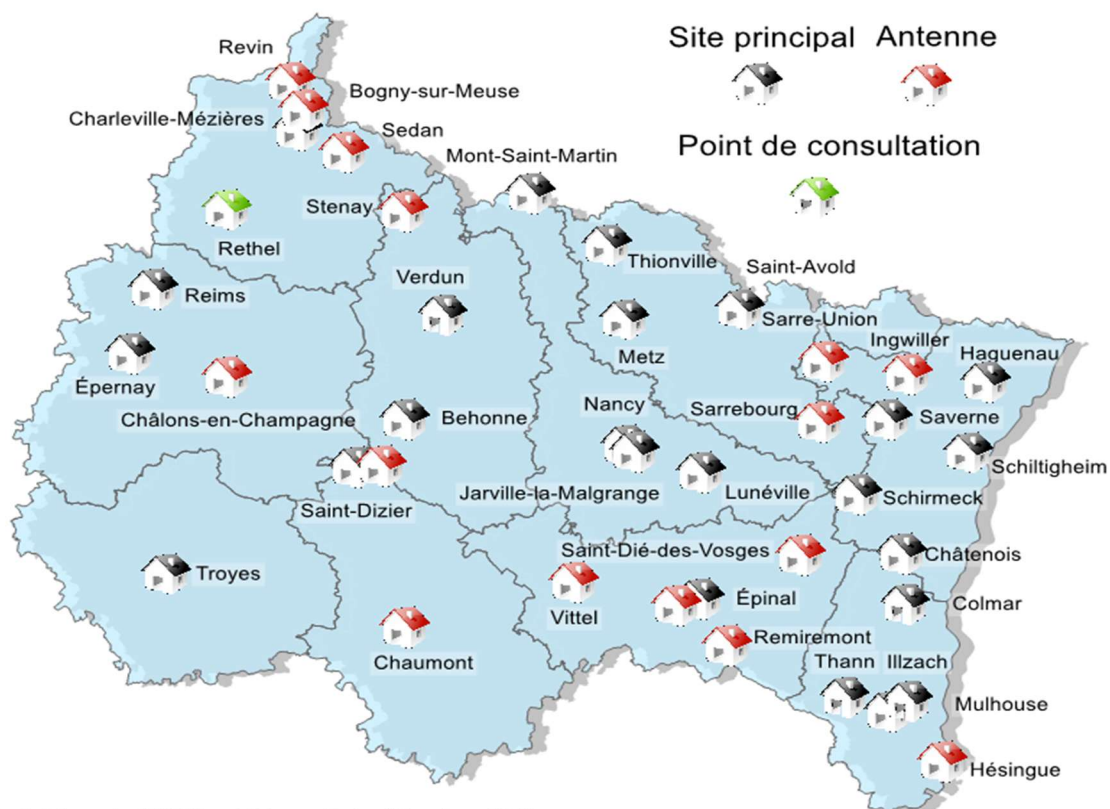 Site principal Antenne
Point de consultation
Revin
Bogny-sur-Meuse
Charleville-Mézières
Sedan
Mont-Saint-Martin
Stenay
Rethel
Thionville
Saint-Avold
Verdun
Reims
Sarre-Union
Ingwiller
Haguenau
Metz
Épernay
Nancy
Sarrebourg
Saverne
Châlons-en-Champagne
Behonne
Schiltigheim
Jarville-la-Malgrange
Lunéville
Schirmeck
Saint-Dizier
Saint-Dié-des-Vosges
Châtenois
Troyes
Vittel
Épinal
Colmar
Remiremont
Chaumont
Thann
Illzach
Mulhouse
Hésingue